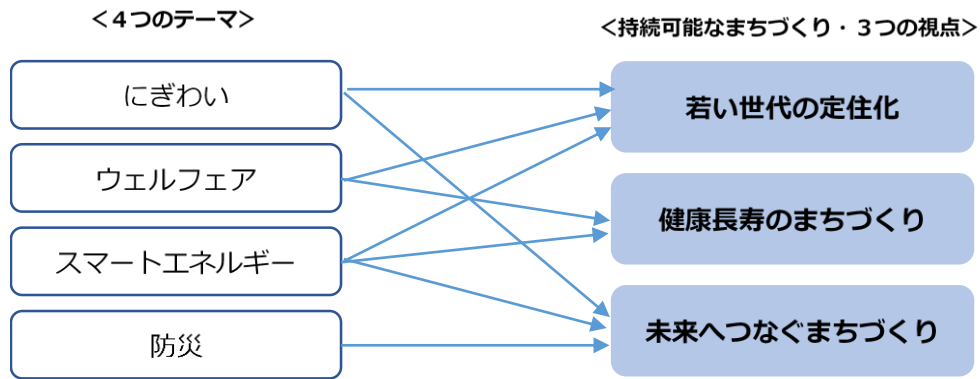 ＜４つのテーマ＞
＜持続可能なまちづくり・３つの視点＞
にぎわい
ウェルフェア
スマートエネルギー
防災
若い世代の定住化
健康長寿のまちづくり
未来へつなぐまちづくり